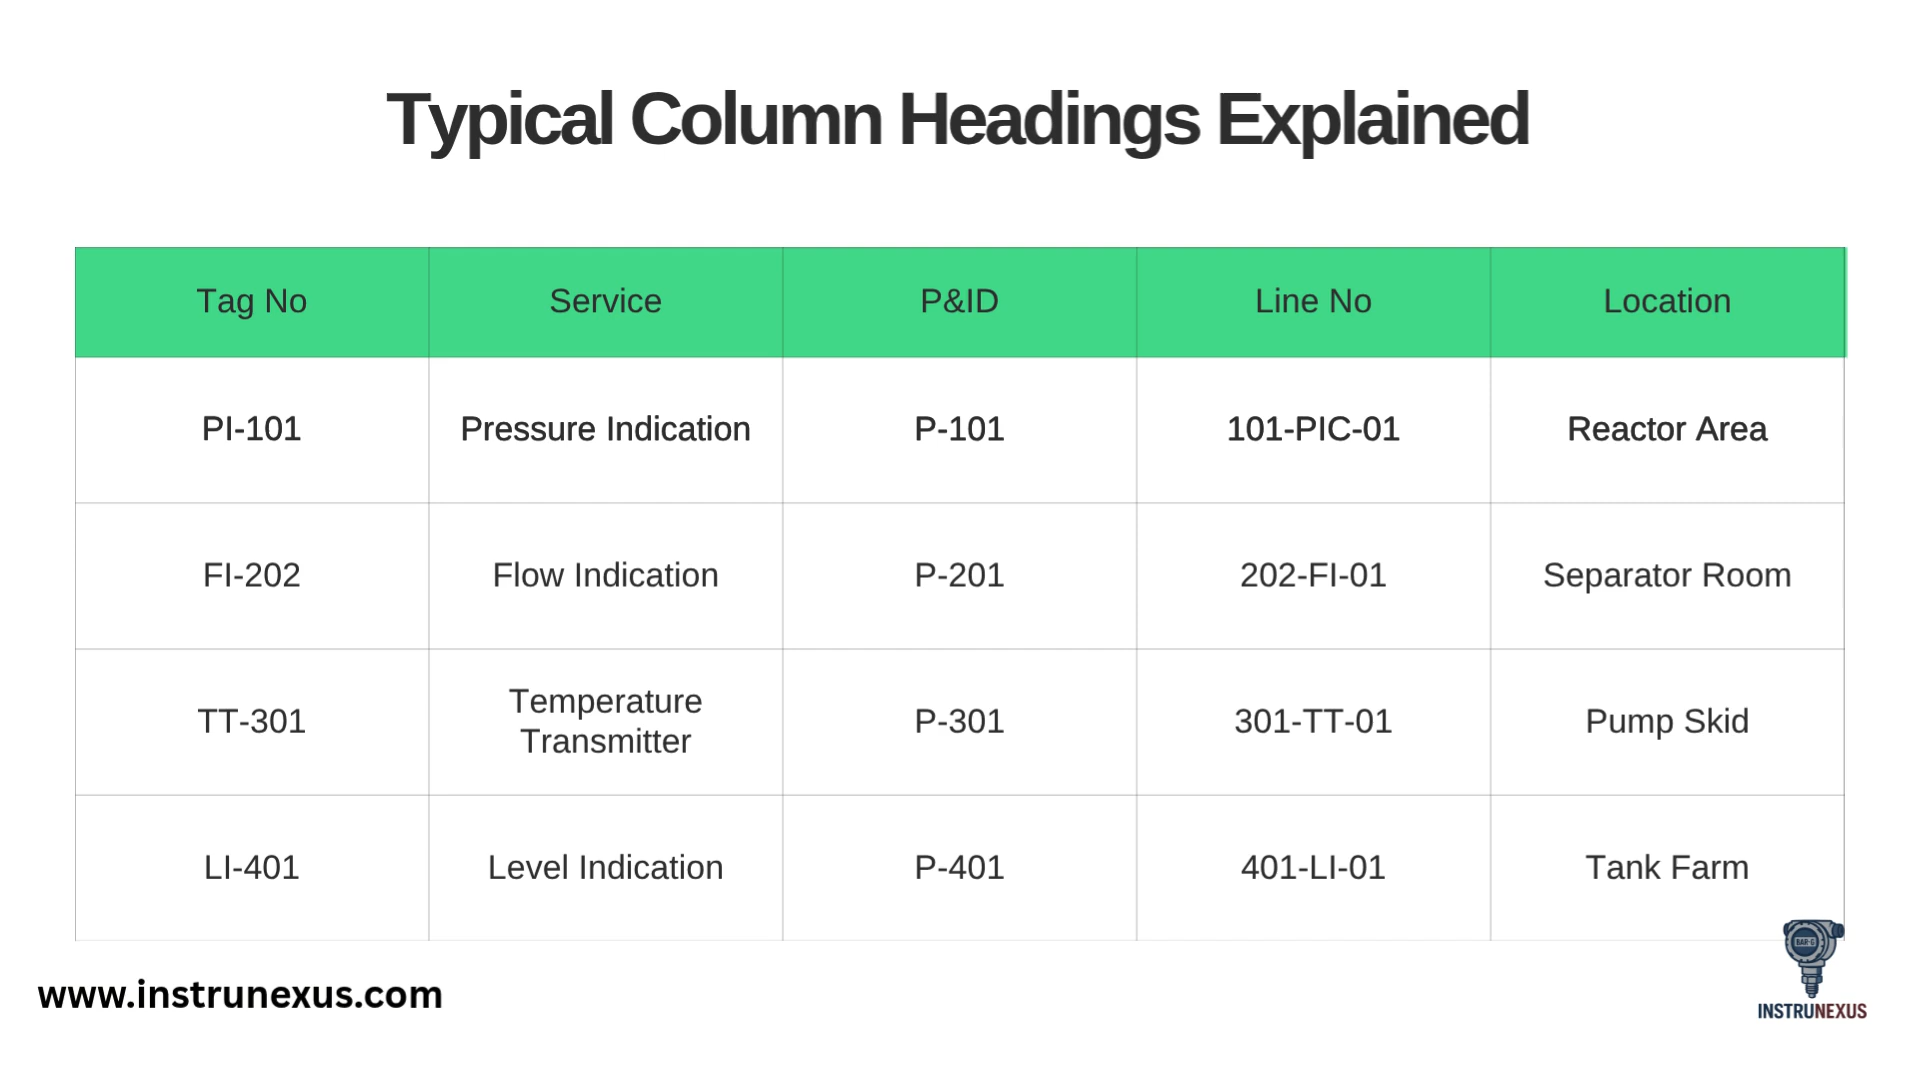 Typical Column Headings Explained
Tag No Service P&ID Line No Location
PI-101 Pressure Indication P-101 101-PIC-01 Reactor Area
FI-202 Flow Indication P-201 202-FI-01 Separator Room
TT-301 Temperature Transmitter P-301 301-TT-01 Pump Skid
LI-401 Level Indication P-401 401-LI-01 Tank Farm
BAR-G
www.instrunexus.com
INSTRUNEXUS